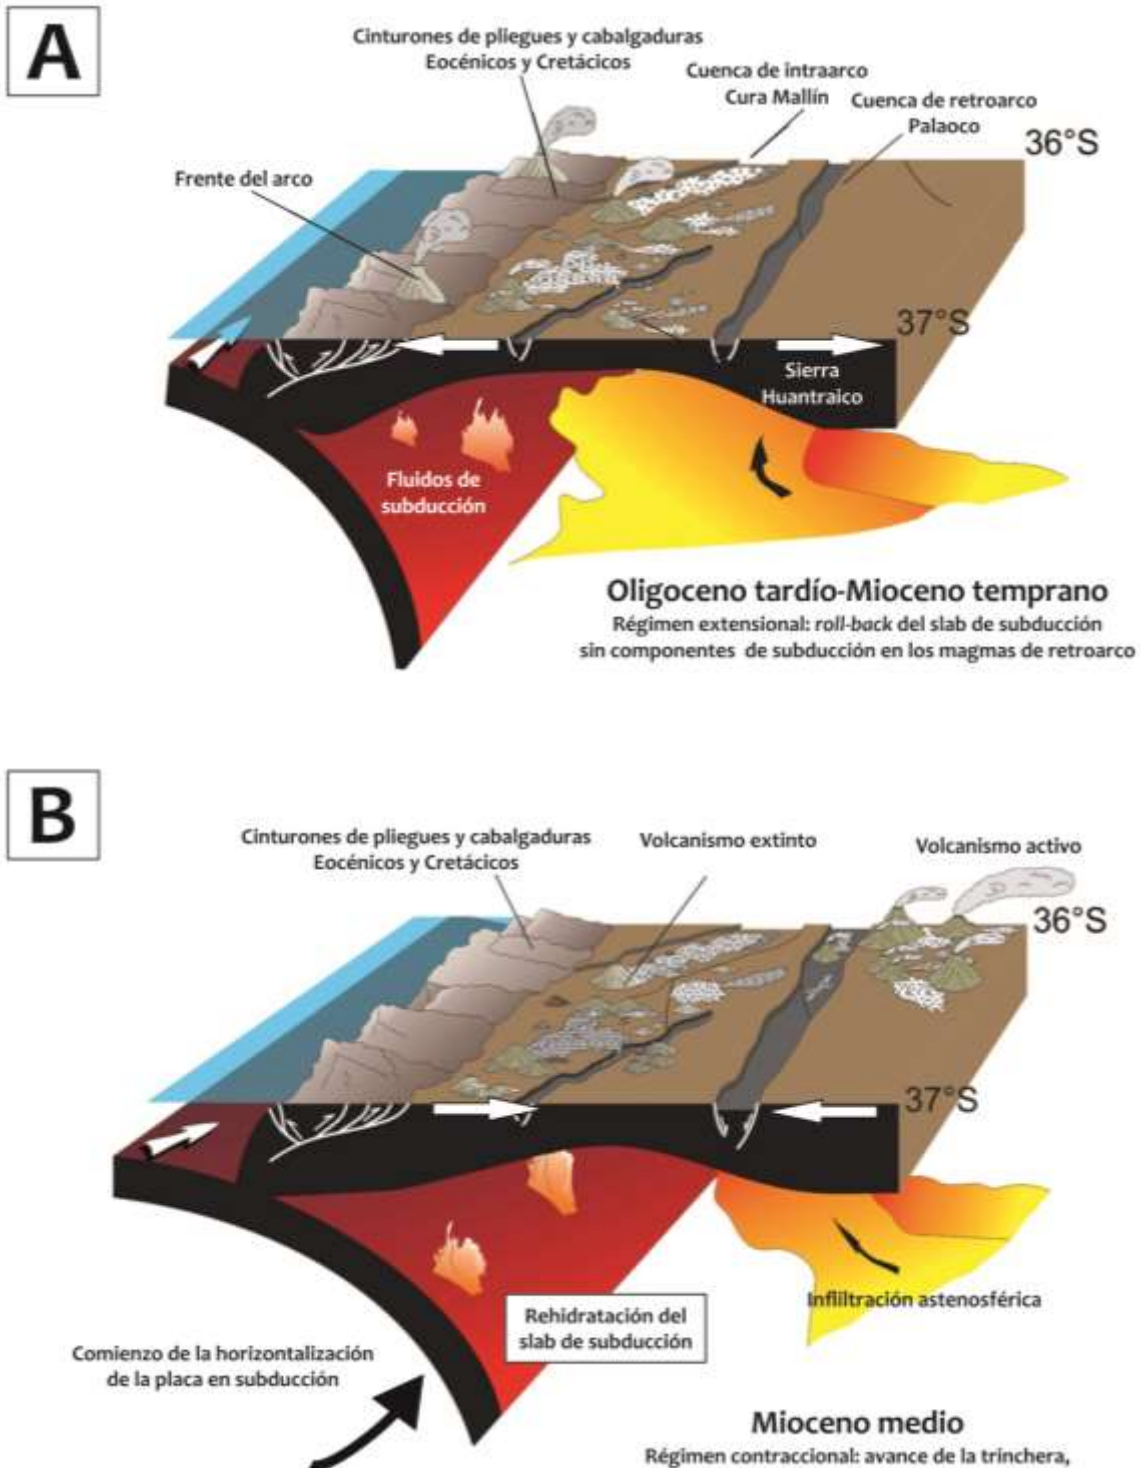 A
Cinturones de pliegues y cabalgaduras
Eocénicos y Cretácicos
Cuenca de intraarco
Cura Mallín
Cuenca de retroarco
Palaoco
36°S
Frente del arco
37°S
Sierra
Huantraico
Fluidos de
subducción
Oligoceno tardío-Mioceno temprano
Régimen extensional: roll-back del slab de subducción
sin componentes de subducción en los magmas de retroarco
B
Cinturones de pliegues y cabalgaduras
Eocénicos y Cretácicos
Volcanismo extinto
Volcanismo activo
36°S
37°S
Infliltración astenosférica
Rehidratación del
slab de subducción
Comienzo de la horizontalización
de la placa en subducción
Mioceno medio
Régimen contraccional: avance de la trinchera,